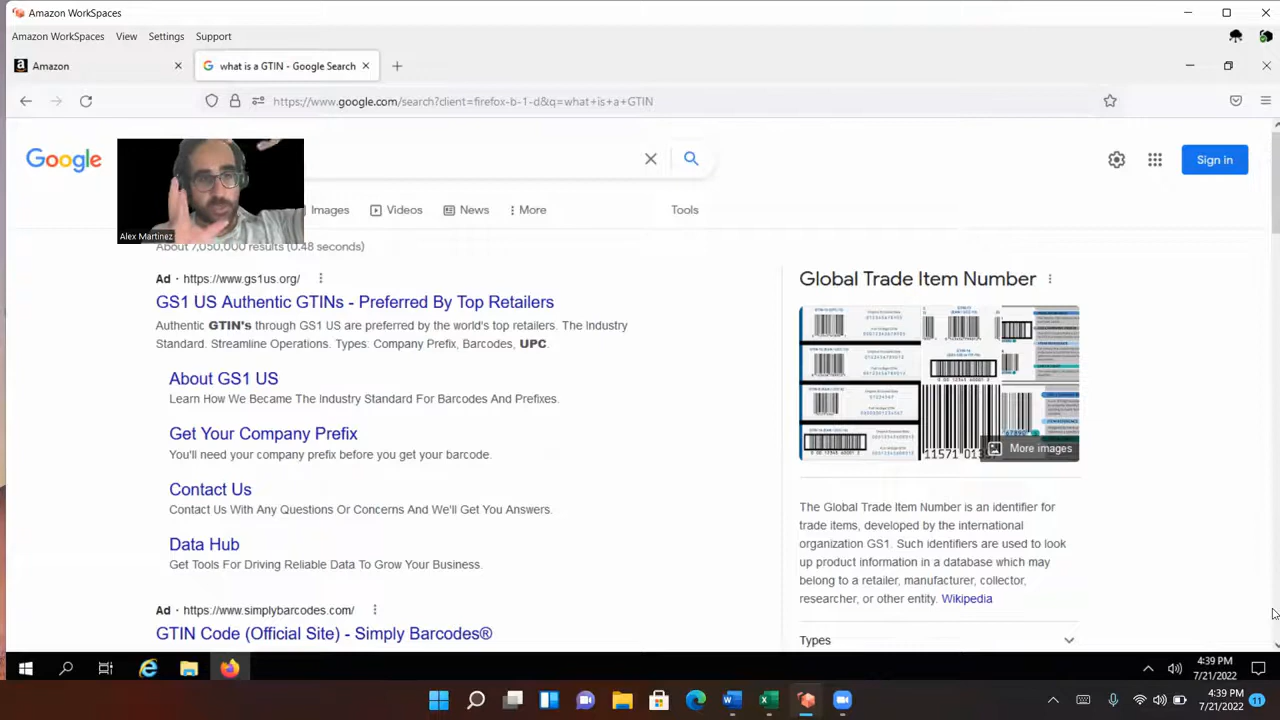 Amazon WorkSpaces
Amazon WorkSpaces View Settings Support
Amazon
what is a GTIN - Google Search
https://www.google.com/search?client=firefox-b-1-d&q=what+is+a+GTIN
Google
Sign in
Alex Martinez
Images Videos News More Tools
About 7,050,000 results (0.48 seconds)
Ad · https://www.gs1us.org/
GS1 US Authentic GTINs - Preferred By Top Retailers
Authentic GTIN's through GS1 US are preferred by the world's top retailers. The Industry
Standard. Streamline Operations. Types: Company Prefix, Barcodes, UPC.
About GS1 US
Learn How We Became The Industry Standard For Barcodes And Prefixes.
Get Your Company Prefix
You'll need your company prefix before you get your barcode.
Contact Us
Contact Us With Any Questions Or Concerns And We'll Get You Answers.
Data Hub
Get Tools For Driving Reliable Data To Grow Your Business.
Ad · https://www.simplybarcodes.com/
GTIN Code (Official Site) - Simply Barcodes®
Global Trade Item Number
More images
The Global Trade Item Number is an identifier for
trade items, developed by the international
organization GS1. Such identifiers are used to look
up product information in a database which may
belong to a retailer, manufacturer, collector,
researcher, or other entity. Wikipedia
Types
4:39 PM
7/21/2022
4:39 PM
7/21/2022
11